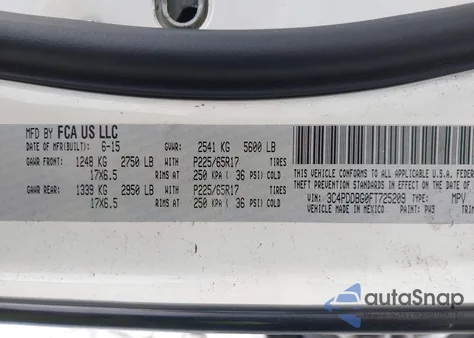 MFD BY FCA US LLC
DATE OF MFR(BUILT): 6-15 GVWR: 2541 KG 5600 LB
GAWR FRONT: 1248 KG 2750 LB WITH P225/65R17 TIRES
17X6.5 RIMS AT 250 KPA ( 36 PSI) COLD
GAWR REAR: 1339 KG 2950 LB WITH P225/65R17 TIRES
17X6.5 RIMS AT 250 KPA ( 36 PSI) COLD
THIS VEHICLE CONFORMS TO ALL APPLICABLE U.S.A. FEDE
THEFT PREVENTION STANDARDS IN EFFECT ON THE DATE OF
VIN: 3C4PDDBG0FT725209 TYPE: MPV
VEHICLE MADE IN MEXICO PAINT: PW3 TRIM
autoSnap